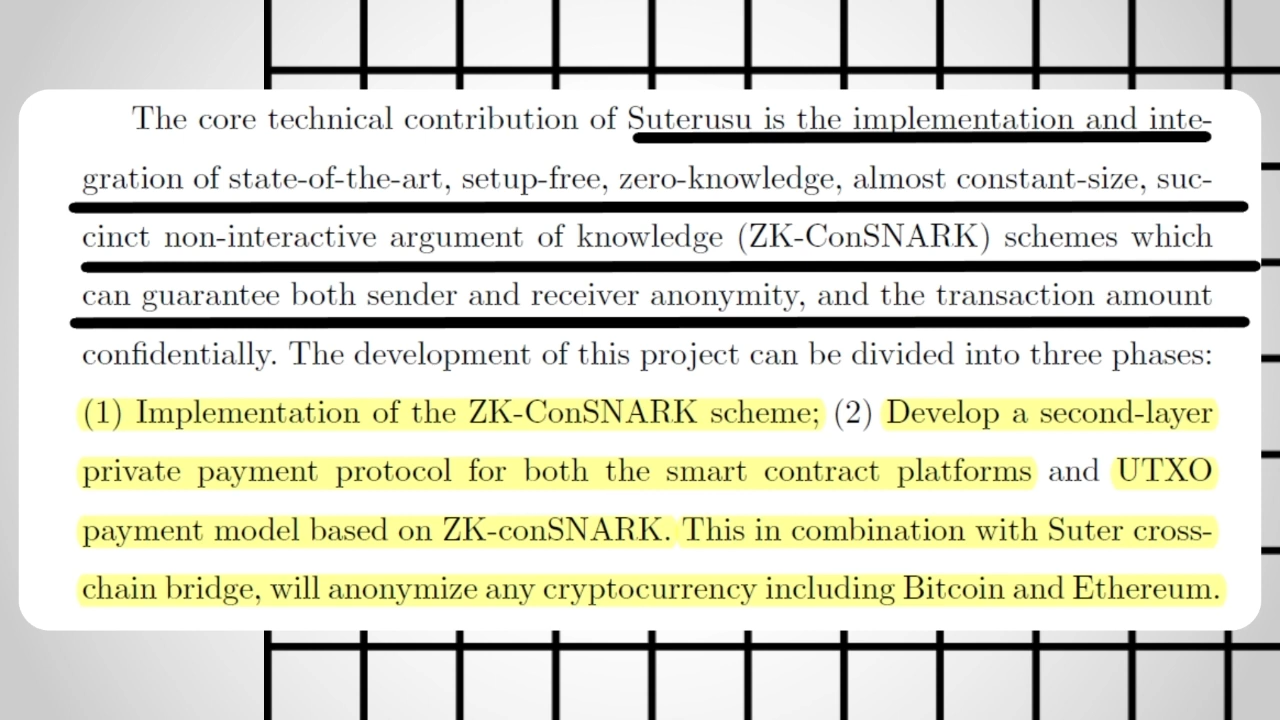 The core technical contribution of Suterusu is the implementation and inte-
gration of state-of-the-art, setup-free, zero-knowledge, almost constant-size, suc-
cinct non-interactive argument of knowledge (ZK-ConSNARK) schemes which
can guarantee both sender and receiver anonymity, and the transaction amount
confidentially. The development of this project can be divided into three phases:
(1) Implementation of the ZK-ConSNARK scheme; (2) Develop a second-layer
private payment protocol for both the smart contract platforms and UTXO
payment model based on ZK-conSNARK. This in combination with Suter cross-
chain bridge, will anonymize any cryptocurrency including Bitcoin and Ethereum.